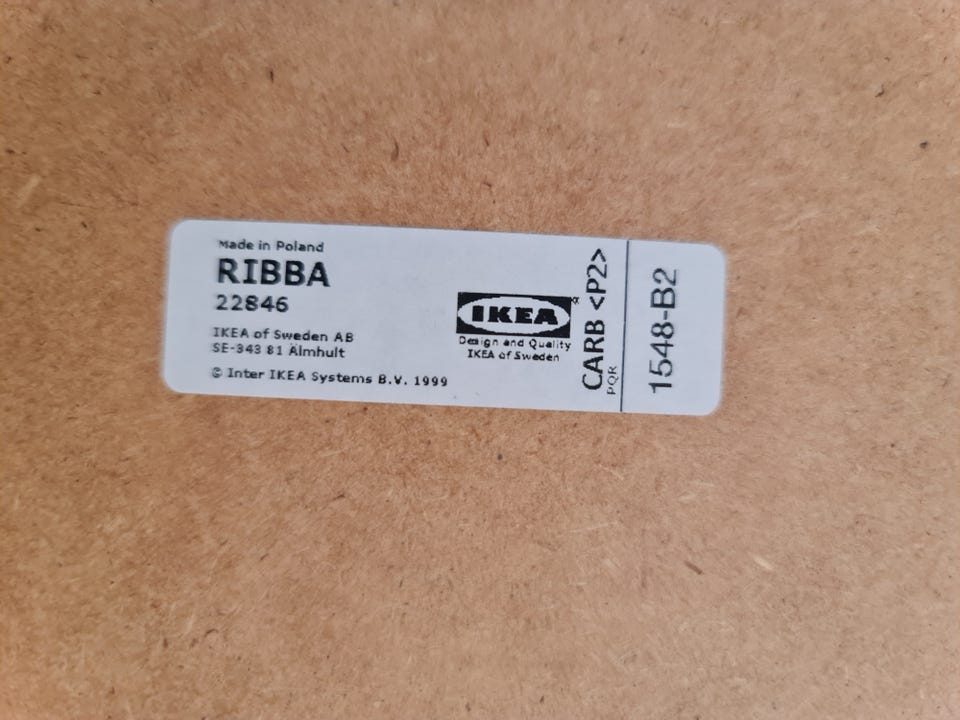 Made in Poland
RIBBA
22846
IKEA of Sweden AB
SE-343 81 Älmhult
© Inter IKEA Systems B.V. 1999
IKEA
Design and Quality
IKEA of Sweden
CARB <P2>
PQR
1548-B2